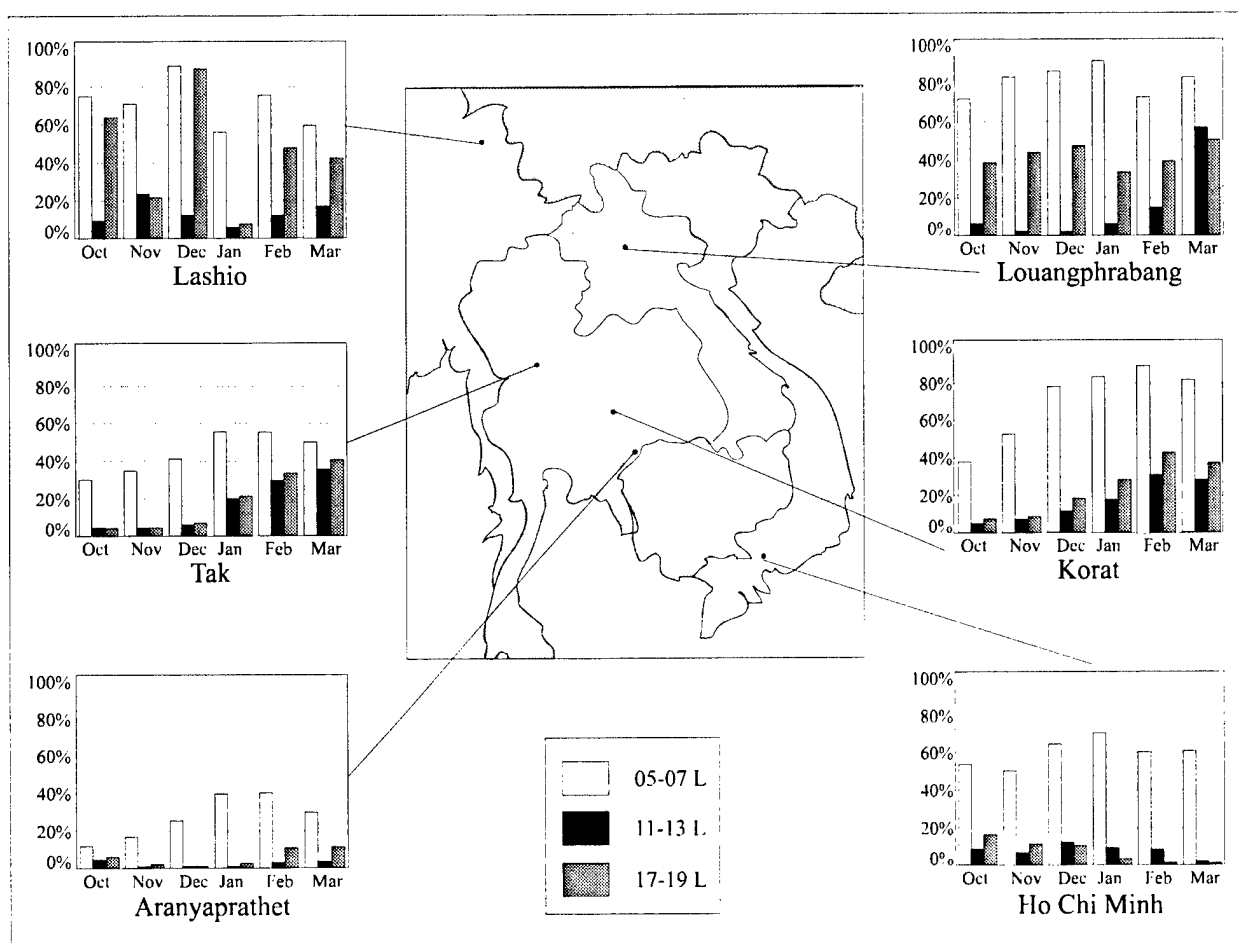 100%
80%
60%
40%
20%
0%
Oct Nov Dec Jan Feb Mar
Lashio
100%
80%
60%
40%
20%
0%
Oct Nov Dec Jan Feb Mar
Louangphrabang
100%
80%
60%
40%
20%
0%
Oct Nov Dec Jan Feb Mar
Tak
100%
80%
60%
40%
20%
0%
Oct Nov Dec Jan Feb Mar
Korat
100%
80%
60%
40%
20%
0%
Oct Nov Dec Jan Feb Mar
Aranyaprathet
05-07 L
11-13 L
17-19 L
100%
80%
60%
40%
20%
0%
Oct Nov Dec Jan Feb Mar
Ho Chi Minh